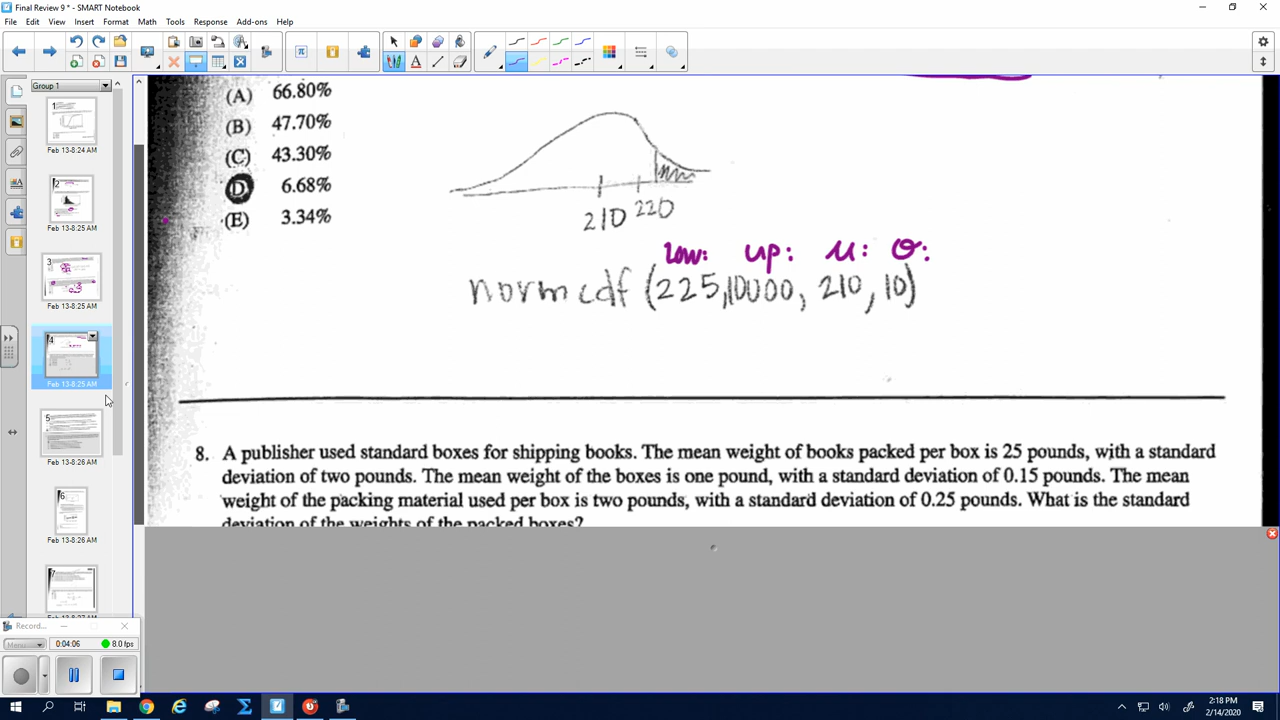 Final Review 9 * - SMART Notebook
File Edit View Insert Format Math Tools Response Add-ons Help
Group 1
1
Feb 13-8:24 AM
2
Feb 13-8:25 AM
3
Feb 13-8:25 AM
4
Feb 13-8:25 AM
5
Feb 13-8:26 AM
6
Feb 13-8:26 AM
7
(A) 66.80%
(B) 47.70%
(C) 43.30%
D 6.68%
(E) 3.34%
210 220
low: up: μ: σ:
normcdf (225,10000, 210, 10)
8. A publisher used standard boxes for shipping books. The mean weight of books packed per box is 25 pounds, with a standard
deviation of two pounds. The mean weight of the boxes is one pound, with a standard deviation of 0.15 pounds. The mean
weight of the packing material used per box is two pounds, with a standard deviation of 0.25 pounds. What is the standard
deviation of the weights of the packed boxes?
Record...
Menu 0:04:06 8.0 fps
2:18 PM
2/14/2020